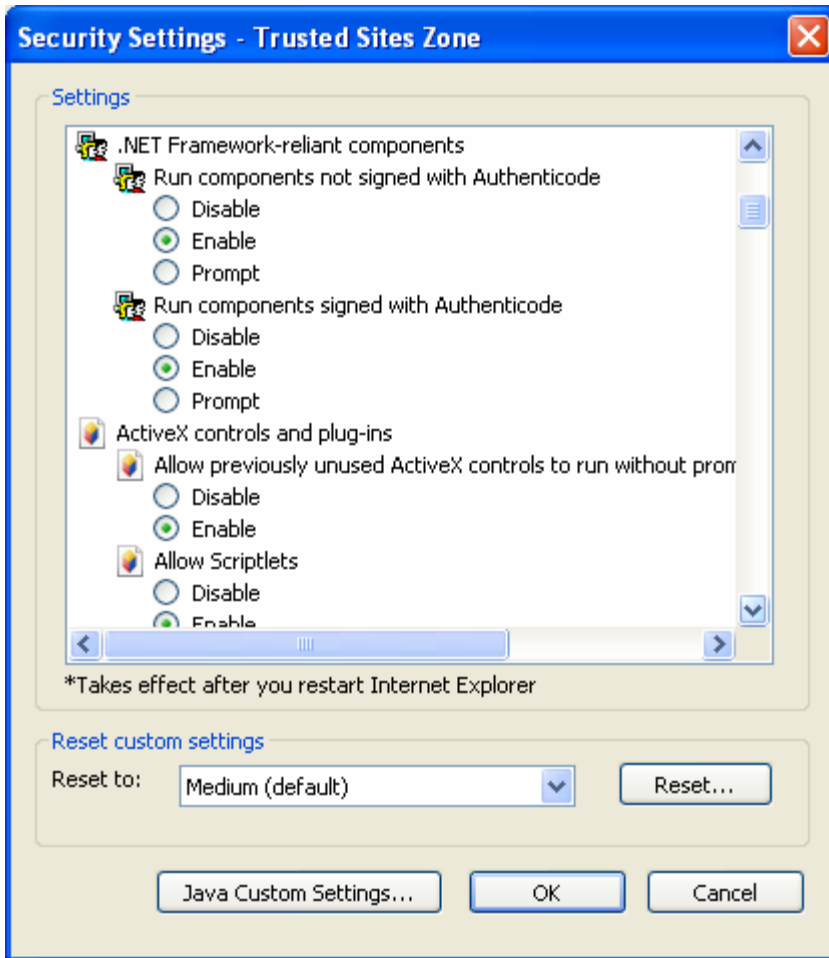 Security Settings - Trusted Sites Zone
Settings
.NET Framework-reliant components
Run components not signed with Authenticode
Disable
Enable
Prompt
Run components signed with Authenticode
Disable
Enable
Prompt
ActiveX controls and plug-ins
Allow previously unused ActiveX controls to run without prom
Disable
Enable
Allow Scriptlets
Disable
Enable
*Takes effect after you restart Internet Explorer
Reset custom settings
Reset to: Medium (default) Reset...
Java Custom Settings... OK Cancel